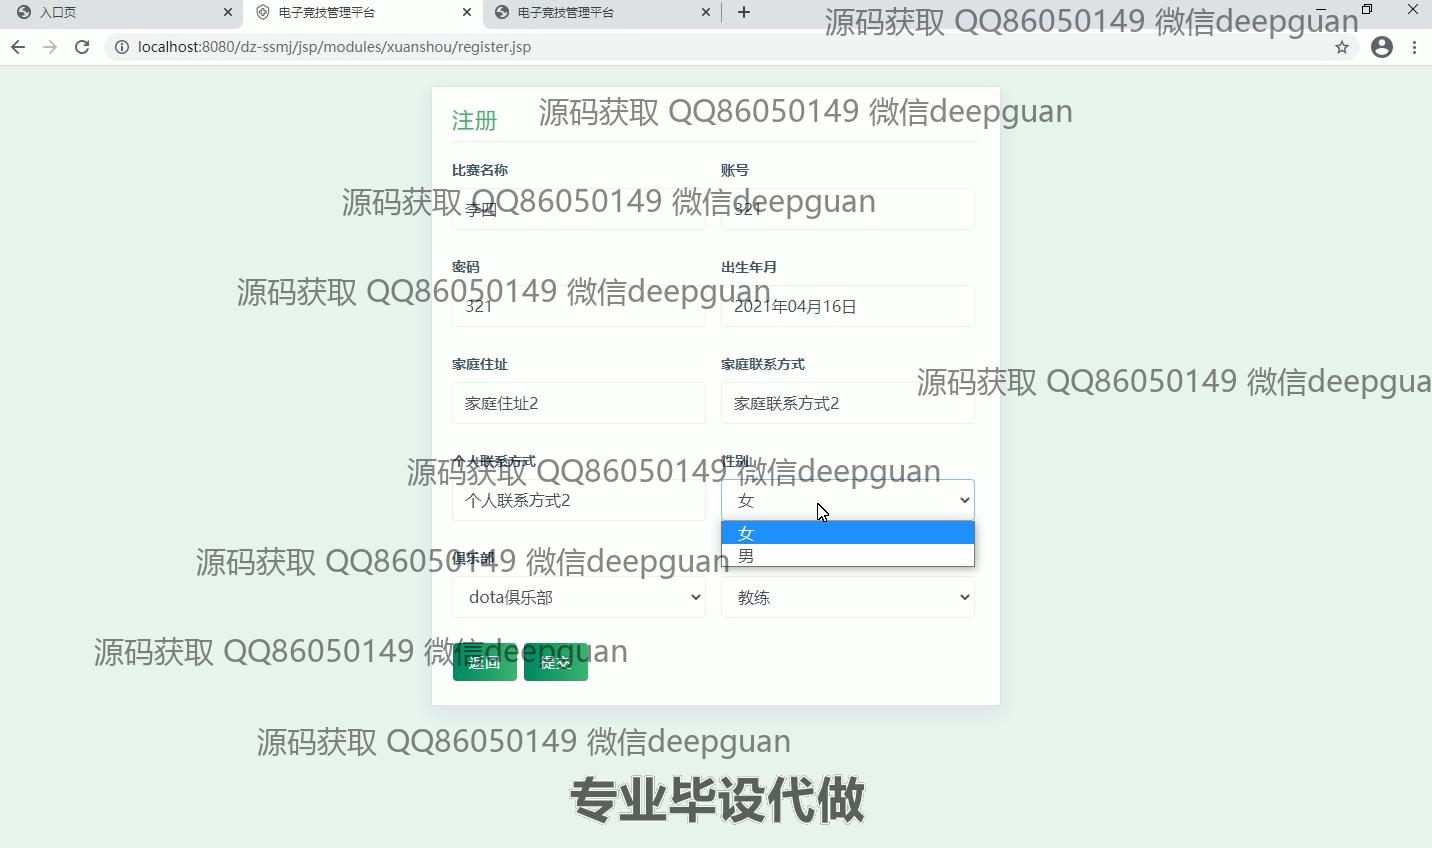 入口页
电子竞技管理平台
电子竞技管理平台
源码获取 QQ86050149 微信deepguan
localhost:8080/dz-ssmj/jsp/modules/xuanshou/register.jsp
注册
源码获取 QQ86050149 微信deepguan
比赛名称 账号
源码获取 QQ86050149 微信deepguan
李四 321
密码 出生年月
源码获取 QQ86050149 微信deepguan
321 2021年04月16日
家庭住址 家庭联系方式
源码获取 QQ86050149 微信deepgua
家庭住址2 家庭联系方式2
个人联系方式 性别
源码获取 QQ86050149 微信deepguan
个人联系方式2 女
女
男
俱乐部
源码获取 QQ86050149 微信deepguan
dota俱乐部 教练
源码获取 QQ86050149 微信deepguan
返回 提交
源码获取 QQ86050149 微信deepguan
专业毕设代做